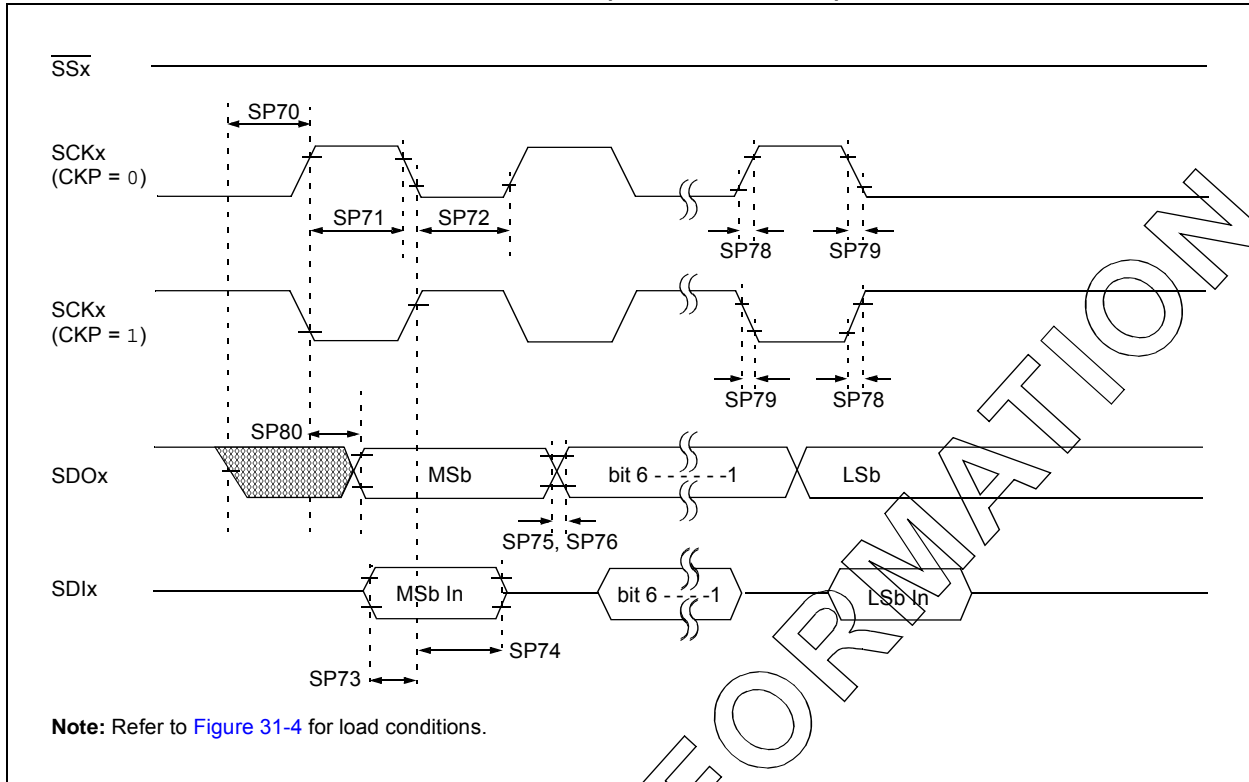 SSx
SP70
SCKx
(CKP = 0)
SP71
SP72
SP78
SP79
SCKx
(CKP = 1)
SP79
SP78
SP80
SDOx
MSb
bit 6 - - - - - -1
LSb
SP75, SP76
SDIx
MSb In
bit 6 - - - -1
LSb In
SP74
SP73
Note: Refer to Figure 31-4 for load conditions.
FORMATION